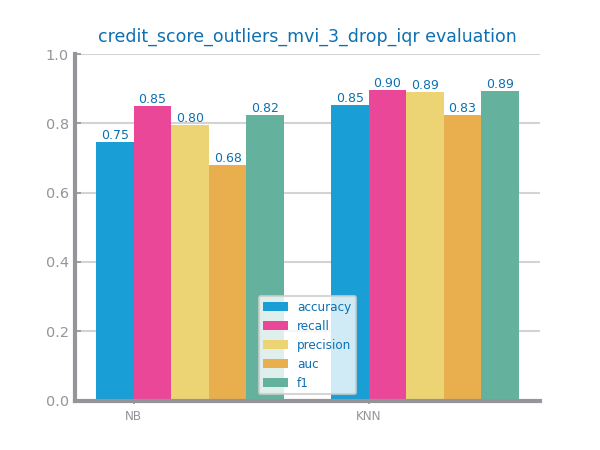 credit_score_outliers_mvi_3_drop_iqr evaluation
1.0
0.8
0.6
0.4
0.2
0.0
0.75
0.85
0.80
0.68
0.82
0.85
0.90
0.89
0.83
0.89
accuracy
recall
precision
auc
f1
NB
KNN